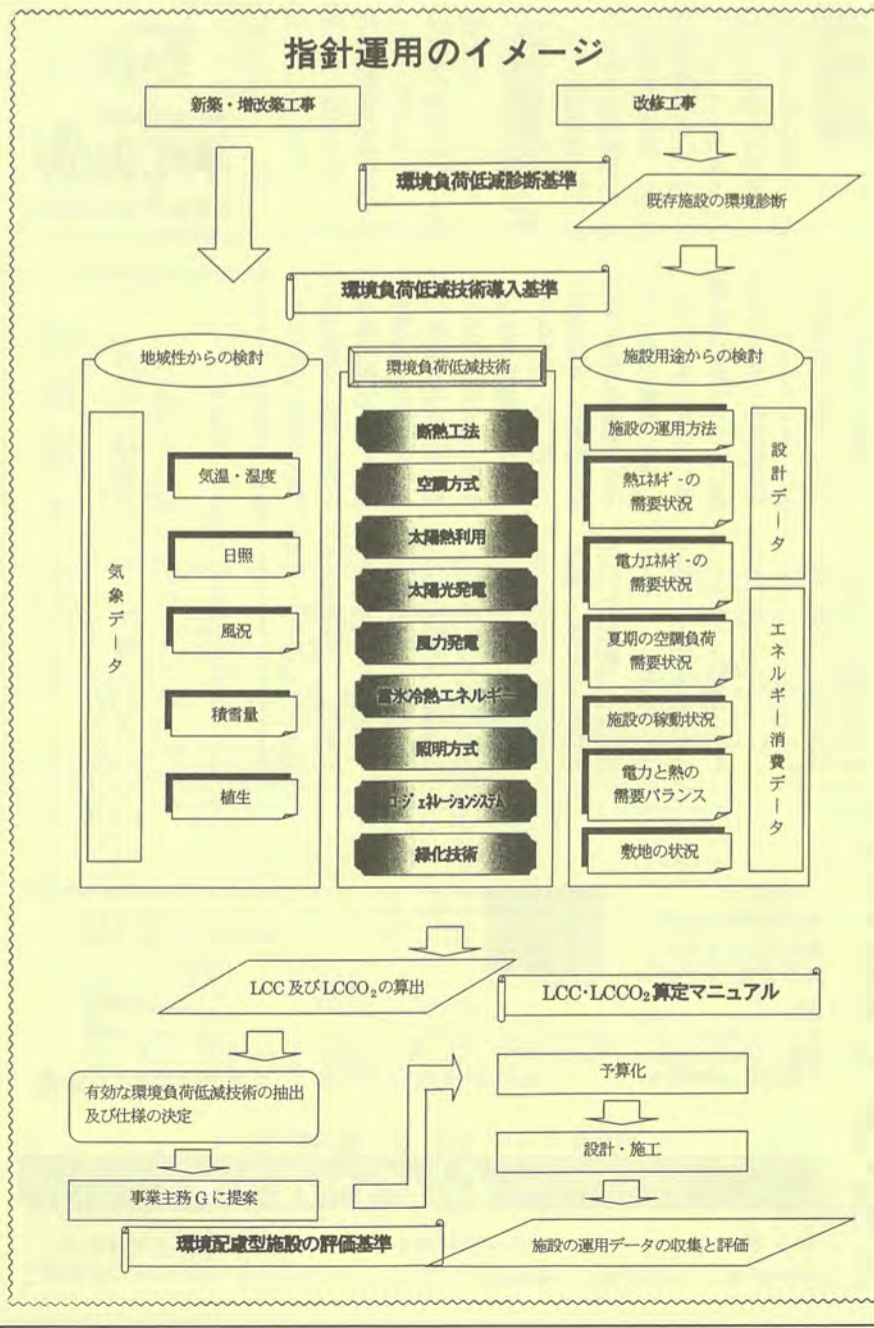 指針運用のイメージ
新築・増改築工事
改修工事
環境負荷低減診断基準
既存施設の環境診断
環境負荷低減技術導入基準
地域性からの検討
気象データ
気温・湿度
日照
風況
積雪量
植生
環境負荷低減技術
断熱工法
空調方式
太陽熱利用
太陽光発電
風力発電
雪氷冷熱エネルギー
照明方式
コージェネレーションシステム
緑化技術
施設用途からの検討
施設の運用方法
熱エネルギーの
需要状況
電力エネルギーの
需要状況
夏期の空調負荷
需要状況
施設の稼動状況
電力と熱の
需要バランス
敷地の状況
設計データ
エネルギー消費データ
LCC 及び LCCO₂の算出
LCC・LCCO₂算定マニュアル
有効な環境負荷低減技術の抽出
及び仕様の決定
事業主務 G に提案
予算化
設計・施工
環境配慮型施設の評価基準
施設の運用データの収集と評価